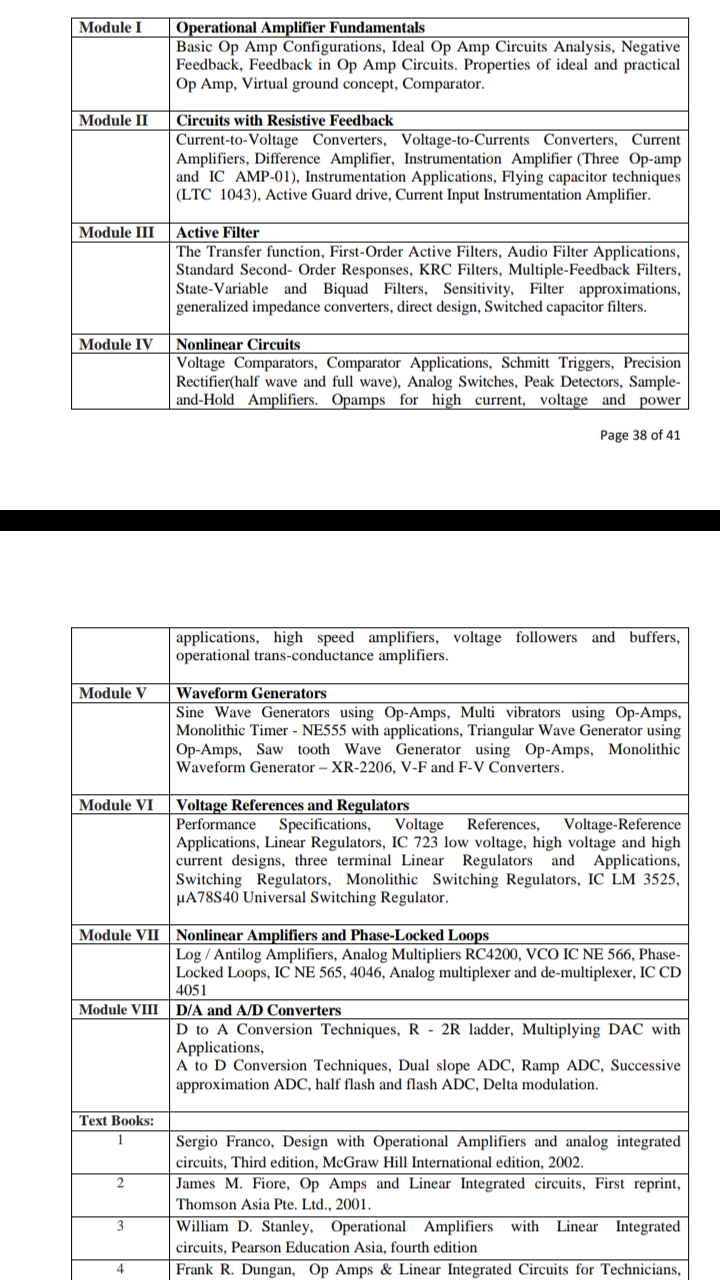 Module I Operational Amplifier Fundamentals
Basic Op Amp Configurations, Ideal Op Amp Circuits Analysis, Negative
Feedback, Feedback in Op Amp Circuits. Properties of ideal and practical
Op Amp, Virtual ground concept, Comparator.
Module II Circuits with Resistive Feedback
Current-to-Voltage Converters, Voltage-to-Currents Converters, Current
Amplifiers, Difference Amplifier, Instrumentation Amplifier (Three Op-amp
and IC AMP-01), Instrumentation Applications, Flying capacitor techniques
(LTC 1043), Active Guard drive, Current Input Instrumentation Amplifier.
Module III Active Filter
The Transfer function, First-Order Active Filters, Audio Filter Applications,
Standard Second- Order Responses, KRC Filters, Multiple-Feedback Filters,
State-Variable and Biquad Filters, Sensitivity, Filter approximations,
generalized impedance converters, direct design, Switched capacitor filters.
Module IV Nonlinear Circuits
Voltage Comparators, Comparator Applications, Schmitt Triggers, Precision
Rectifier(half wave and full wave), Analog Switches, Peak Detectors, Sample-
and-Hold Amplifiers. Opamps for high current, voltage and power
Page 38 of 41
applications, high speed amplifiers, voltage followers and buffers,
operational trans-conductance amplifiers.
Module V Waveform Generators
Sine Wave Generators using Op-Amps, Multi vibrators using Op-Amps,
Monolithic Timer - NE555 with applications, Triangular Wave Generator using
Op-Amps, Saw tooth Wave Generator using Op-Amps, Monolithic
Waveform Generator – XR-2206, V-F and F-V Converters.
Module VI Voltage References and Regulators
Performance Specifications, Voltage References, Voltage-Reference
Applications, Linear Regulators, IC 723 low voltage, high voltage and high
current designs, three terminal Linear Regulators and Applications,
Switching Regulators, Monolithic Switching Regulators, IC LM 3525,
μA78S40 Universal Switching Regulator.
Module VII Nonlinear Amplifiers and Phase-Locked Loops
Log / Antilog Amplifiers, Analog Multipliers RC4200, VCO IC NE 566, Phase-
Locked Loops, IC NE 565, 4046, Analog multiplexer and de-multiplexer, IC CD
4051
Module VIII D/A and A/D Converters
D to A Conversion Techniques, R - 2R ladder, Multiplying DAC with
Applications,
A to D Conversion Techniques, Dual slope ADC, Ramp ADC, Successive
approximation ADC, half flash and flash ADC, Delta modulation.
Text Books:
1 Sergio Franco, Design with Operational Amplifiers and analog integrated
circuits, Third edition, McGraw Hill International edition, 2002.
2 James M. Fiore, Op Amps and Linear Integrated circuits, First reprint,
Thomson Asia Pte. Ltd., 2001.
3 William D. Stanley, Operational Amplifiers with Linear Integrated
circuits, Pearson Education Asia, fourth edition
4 Frank R. Dungan, Op Amps & Linear Integrated Circuits for Technicians,